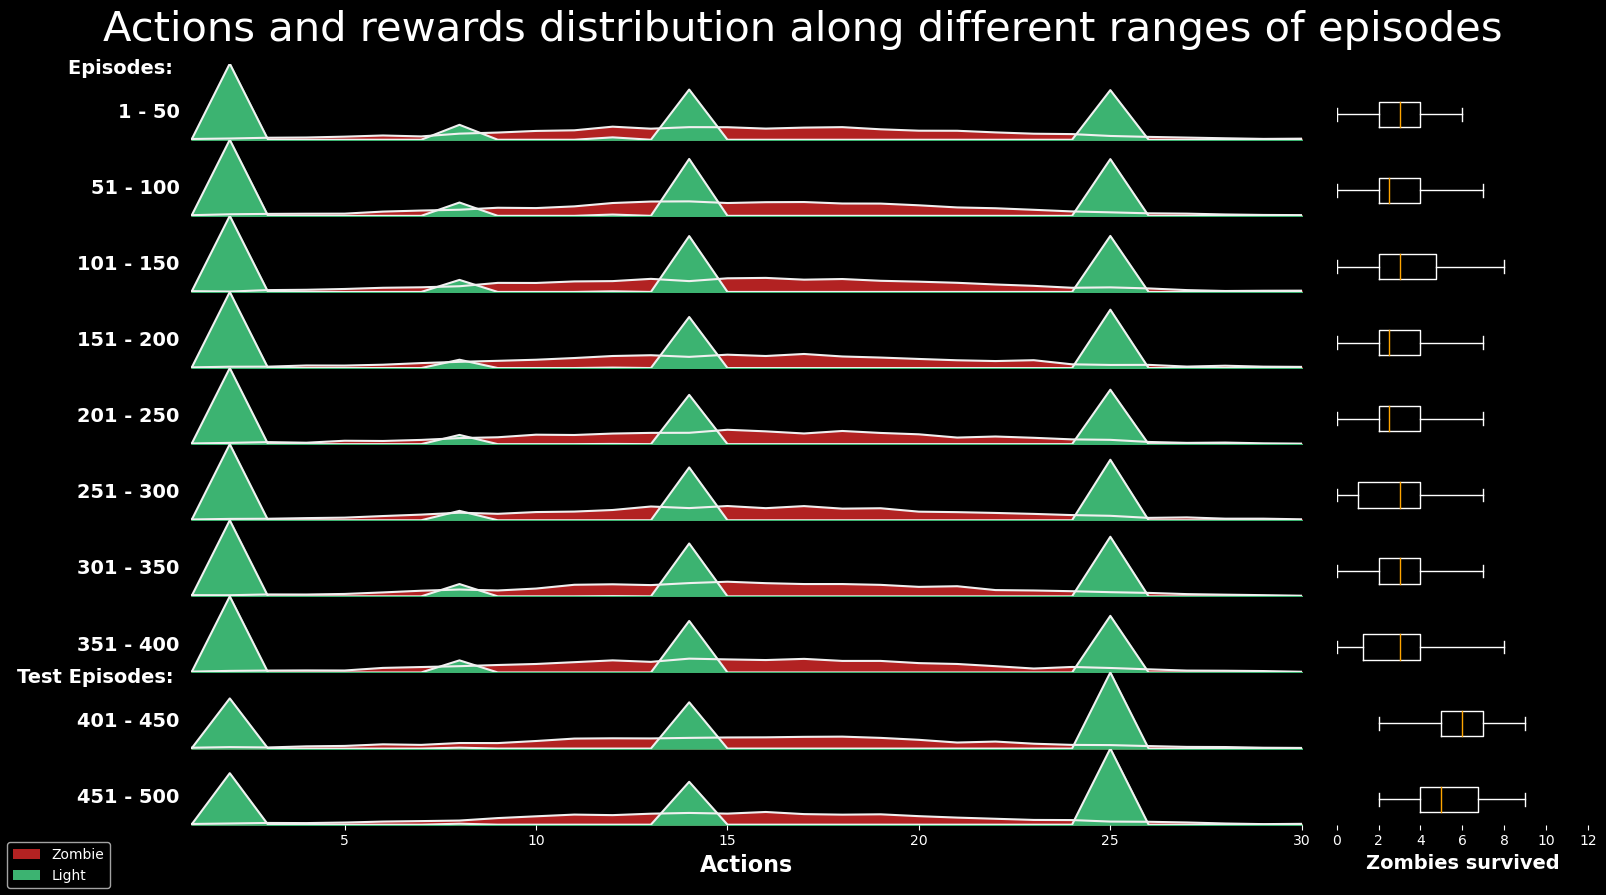 Actions and rewards distribution along different ranges of episodes
Episodes:
1 - 50
51 - 100
101 - 150
151 - 200
201 - 250
251 - 300
301 - 350
351 - 400
Test Episodes:
401 - 450
451 - 500
5 10 15 20 25 30
0 2 4 6 8 10 12
Actions
Zombies survived
Zombie
Light